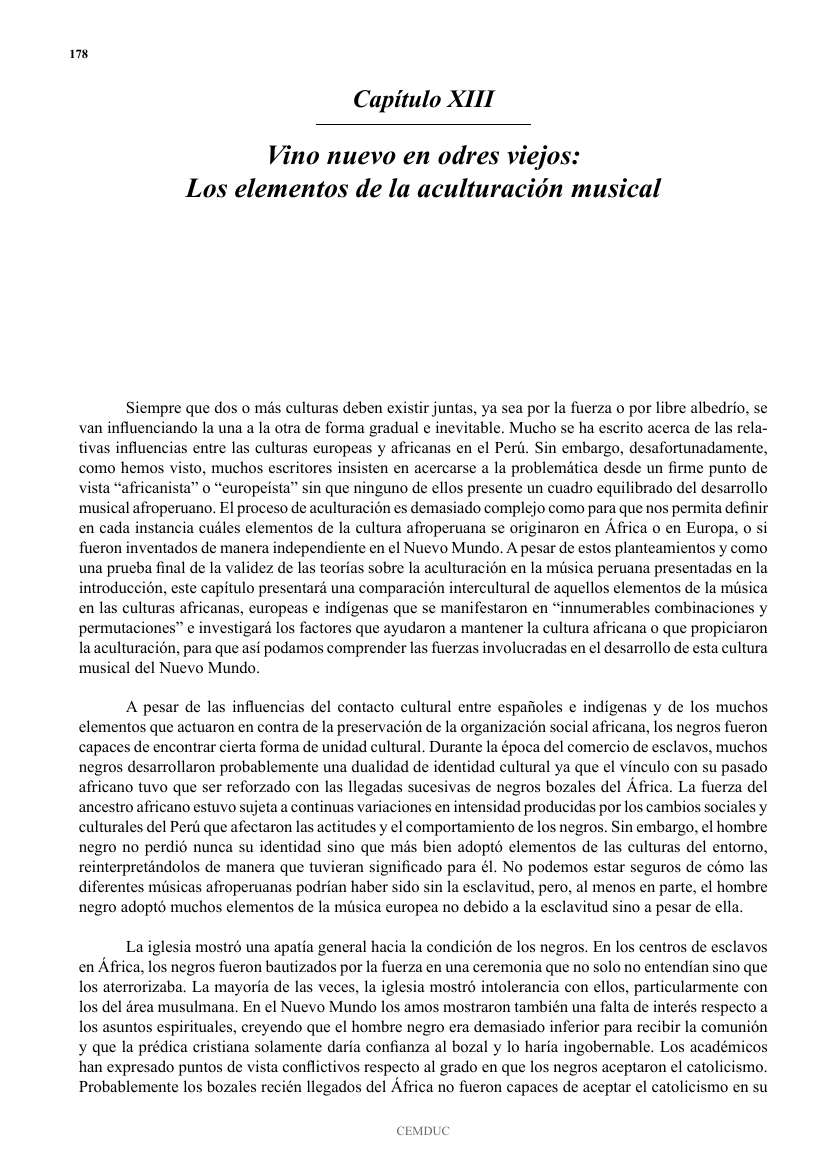 178
Capítulo XIII
Vino nuevo en odres viejos:
Los elementos de la aculturación musical
Siempre que dos o más culturas deben existir juntas, ya sea por la fuerza o por libre albedrío, se
van influenciando la una a la otra de forma gradual e inevitable. Mucho se ha escrito acerca de las rela-
tivas influencias entre las culturas europeas y africanas en el Perú. Sin embargo, desafortunadamente,
como hemos visto, muchos escritores insisten en acercarse a la problemática desde un firme punto de
vista “africanista” o “europeísta” sin que ninguno de ellos presente un cuadro equilibrado del desarrollo
musical afroperuano. El proceso de aculturación es demasiado complejo como para que nos permita definir
en cada instancia cuáles elementos de la cultura afroperuana se originaron en África o en Europa, o si
fueron inventados de manera independiente en el Nuevo Mundo. A pesar de estos planteamientos y como
una prueba final de la validez de las teorías sobre la aculturación en la música peruana presentadas en la
introducción, este capítulo presentará una comparación intercultural de aquellos elementos de la música
en las culturas africanas, europeas e indígenas que se manifestaron en “innumerables combinaciones y
permutaciones” e investigará los factores que ayudaron a mantener la cultura africana o que propiciaron
la aculturación, para que así podamos comprender las fuerzas involucradas en el desarrollo de esta cultura
musical del Nuevo Mundo.
A pesar de las influencias del contacto cultural entre españoles e indígenas y de los muchos
elementos que actuaron en contra de la preservación de la organización social africana, los negros fueron
capaces de encontrar cierta forma de unidad cultural. Durante la época del comercio de esclavos, muchos
negros desarrollaron probablemente una dualidad de identidad cultural ya que el vínculo con su pasado
africano tuvo que ser reforzado con las llegadas sucesivas de negros bozales del África. La fuerza del
ancestro africano estuvo sujeta a continuas variaciones en intensidad producidas por los cambios sociales y
culturales del Perú que afectaron las actitudes y el comportamiento de los negros. Sin embargo, el hombre
negro no perdió nunca su identidad sino que más bien adoptó elementos de las culturas del entorno,
reinterpretándolos de manera que tuvieran significado para él. No podemos estar seguros de cómo las
diferentes músicas afroperuanas podrían haber sido sin la esclavitud, pero, al menos en parte, el hombre
negro adoptó muchos elementos de la música europea no debido a la esclavitud sino a pesar de ella.
La iglesia mostró una apatía general hacia la condición de los negros. En los centros de esclavos
en África, los negros fueron bautizados por la fuerza en una ceremonia que no solo no entendían sino que
los aterrorizaba. La mayoría de las veces, la iglesia mostró intolerancia con ellos, particularmente con
los del área musulmana. En el Nuevo Mundo los amos mostraron también una falta de interés respecto a
los asuntos espirituales, creyendo que el hombre negro era demasiado inferior para recibir la comunión
y que la prédica cristiana solamente daría confianza al bozal y lo haría ingobernable. Los académicos
han expresado puntos de vista conflictivos respecto al grado en que los negros aceptaron el catolicismo.
Probablemente los bozales recién llegados del África no fueron capaces de aceptar el catolicismo en su
CEMDUC